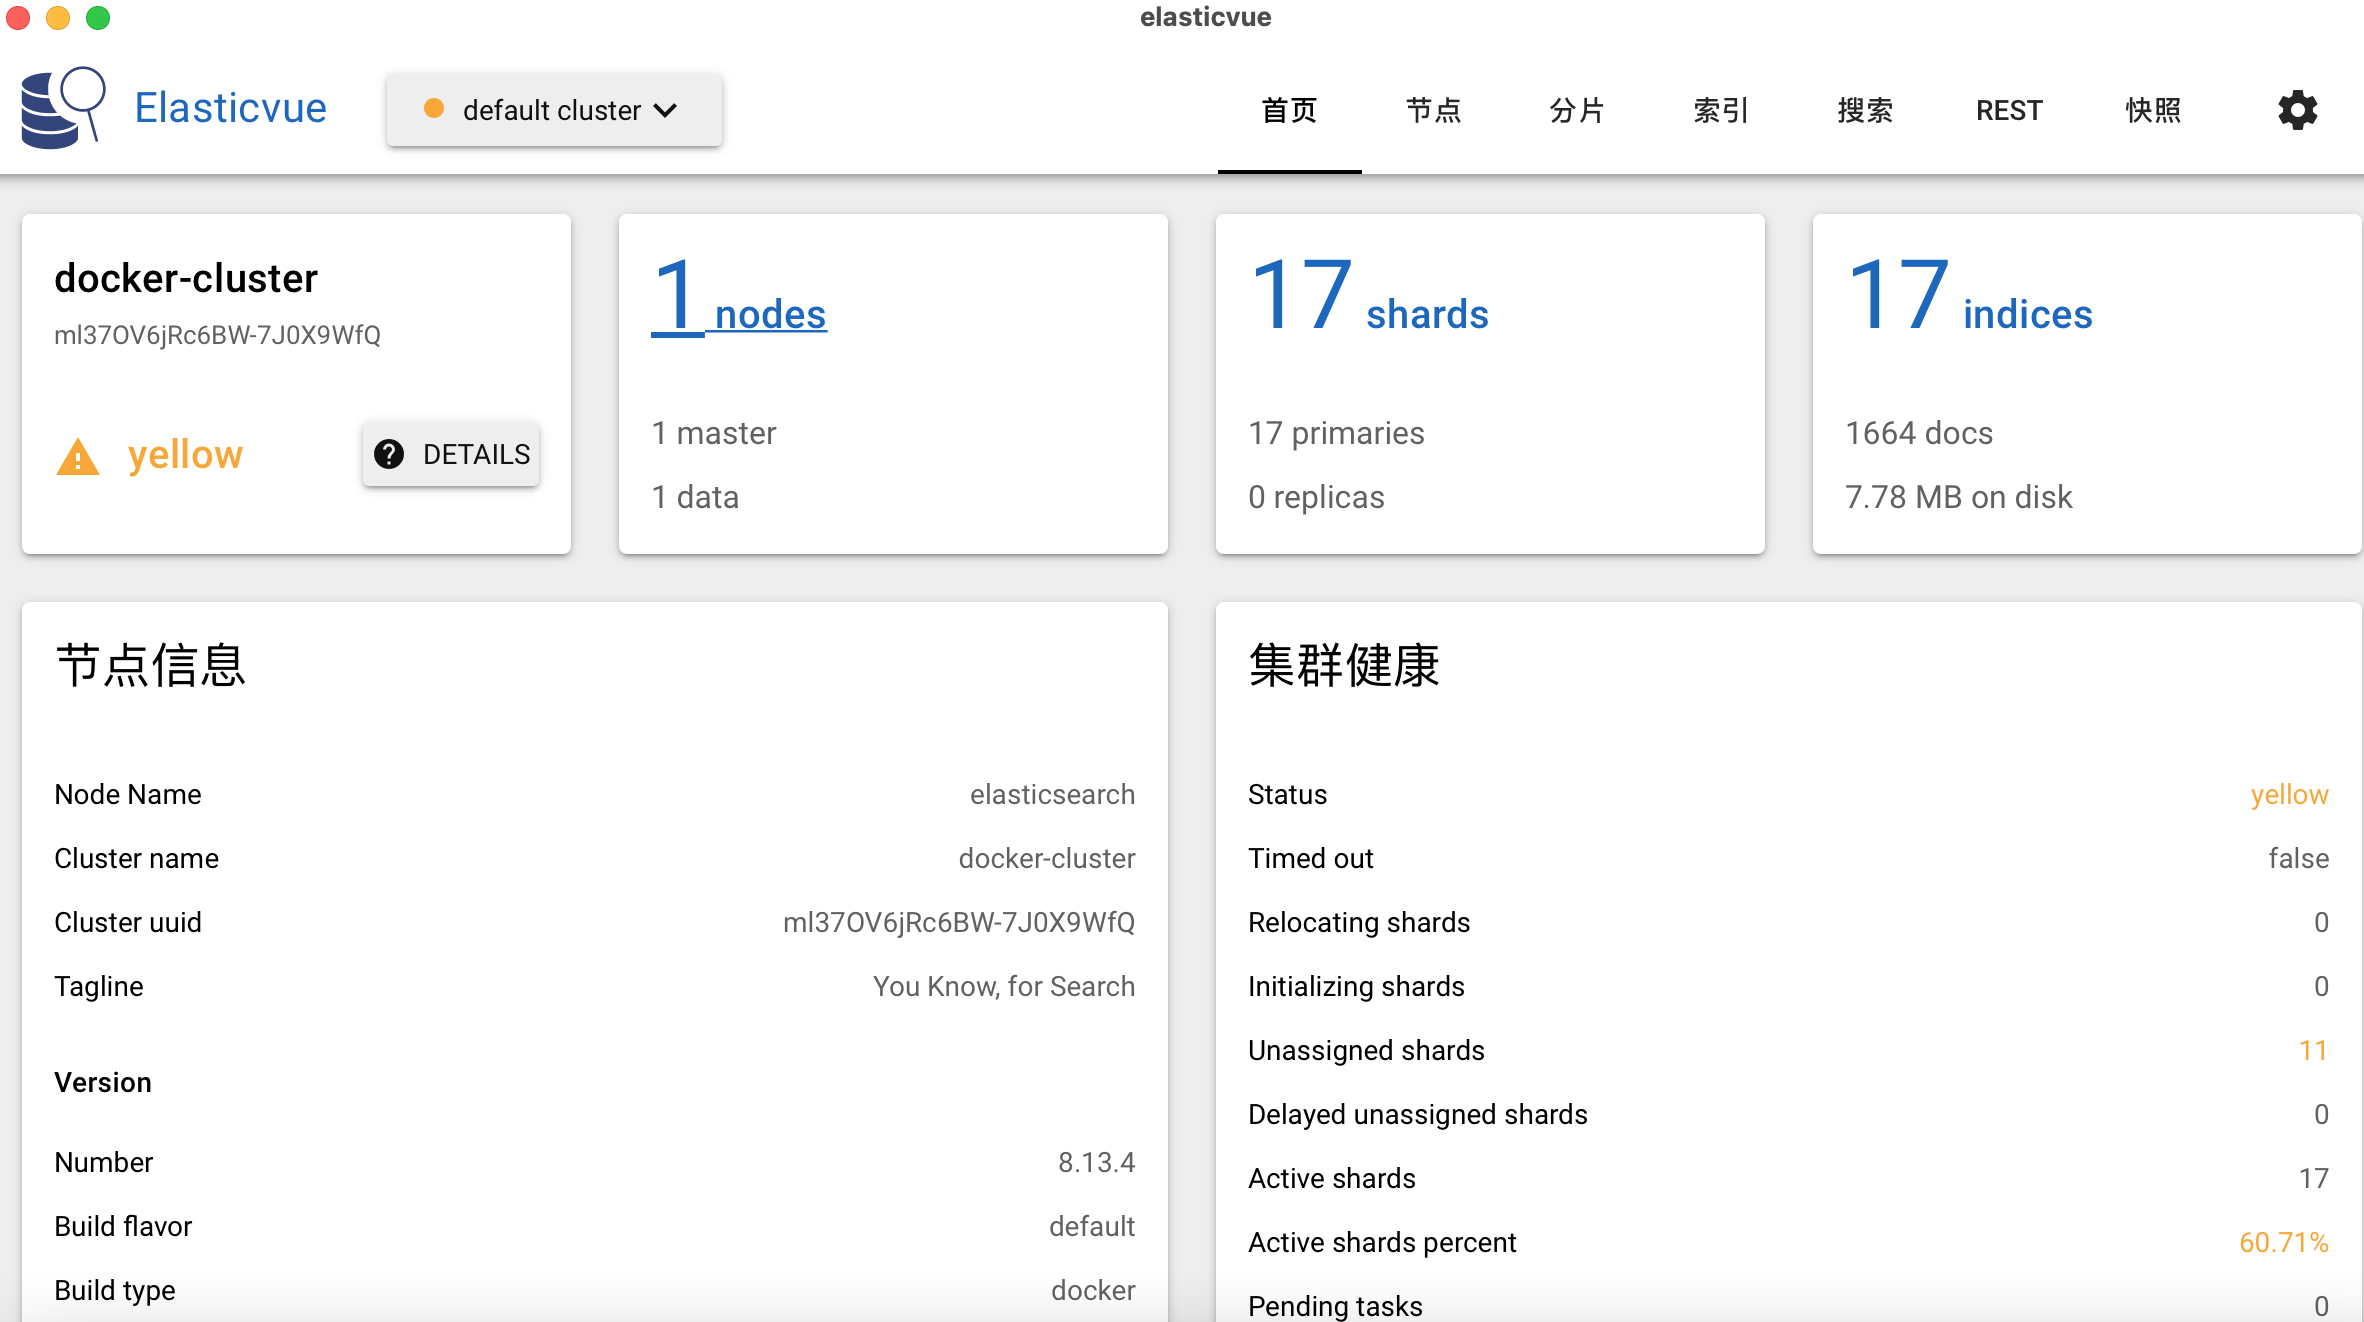 elasticvue
Elasticvue
default cluster
首页 节点 分片 索引 搜索 REST 快照
docker-cluster
ml37OV6jRc6BW-7J0X9WfQ
yellow
DETAILS
1 nodes
1 master
1 data
17 shards
17 primaries
0 replicas
17 indices
1664 docs
7.78 MB on disk
节点信息
Node Name elasticsearch
Cluster name docker-cluster
Cluster uuid ml37OV6jRc6BW-7J0X9WfQ
Tagline You Know, for Search
Version
Number 8.13.4
Build flavor default
Build type docker
集群健康
Status yellow
Timed out false
Relocating shards 0
Initializing shards 0
Unassigned shards 11
Delayed unassigned shards 0
Active shards 17
Active shards percent 60.71%
Pending tasks 0